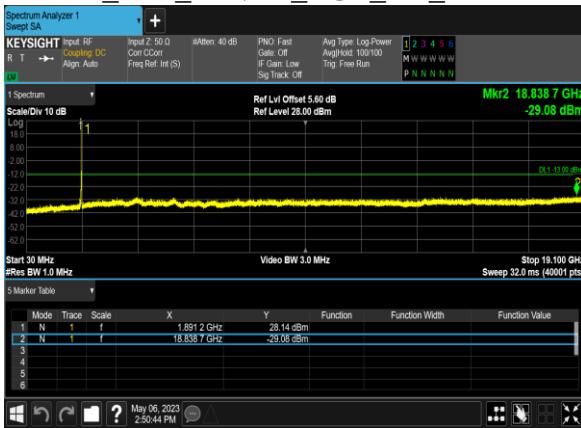 Spectrum Analyzer 1
Swept SA
KEYSIGHT Input: RF Input Z: 50 Ω #Atten: 40 dB PNO: Fast Avg Type: Log-Power 1 2 3 4 5 6
R T Coupling: DC Corr CCorr Gate: Off Avg|Hold: 100/100 M W W W W W
Align: Auto Freq Ref: Int (S) IF Gain: Low Trig: Free Run
LV Sig Track: Off P N N N N N
1 Spectrum Ref Lvl Offset 5.60 dB Mkr2 18.838 7 GHz
Scale/Div 10 dB Ref Level 28.00 dBm -29.08 dBm
Log
18.0
8.00
-2.00
-12.0
-22.0
-32.0
-42.0
-52.0
-62.0
1
DL1 -13.00 dBm
Start 30 MHz Video BW 3.0 MHz Stop 19.100 GHz
#Res BW 1.0 MHz Sweep 32.0 ms (40001 pts
5 Marker Table
Mode Trace Scale X Y Function Function Width Function Value
1 N 1 f 1.891 2 GHz 28.14 dBm
2 N 1 f 18.838 7 GHz -29.08 dBm
3
4
5
6
? May 06, 2023
2:50:44 PM